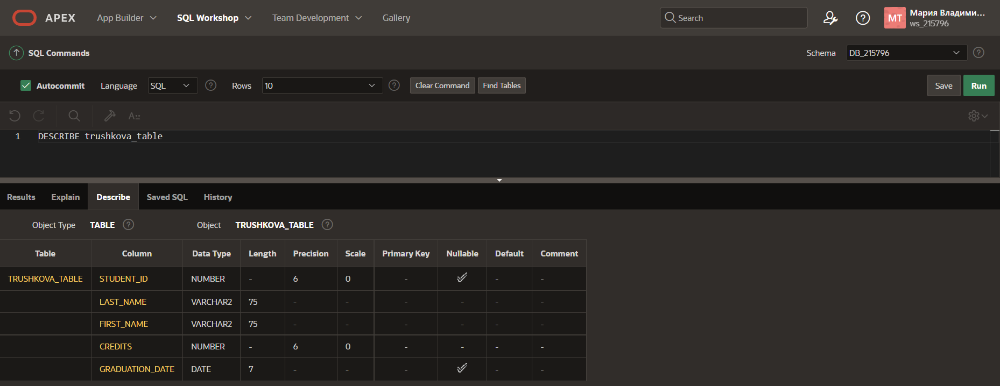 APEX App Builder SQL Workshop Team Development Gallery Search Мария Владими...
MT ws_215796
SQL Commands Schema DB_215796
Autocommit Language SQL Rows 10 Clear Command Find Tables Save Run
A::
1 DESCRIBE trushkova_table
Results Explain Describe Saved SQL History
Object Type TABLE Object TRUSHKOVA_TABLE
Table Column Data Type Length Precision Scale Primary Key Nullable Default Comment
TRUSHKOVA_TABLE STUDENT_ID NUMBER - 6 0 - - -
LAST_NAME VARCHAR2 75 - - - - - -
FIRST_NAME VARCHAR2 75 - - - - - -
CREDITS NUMBER - 6 0 - - - -
GRADUATION_DATE DATE 7 - - - - -